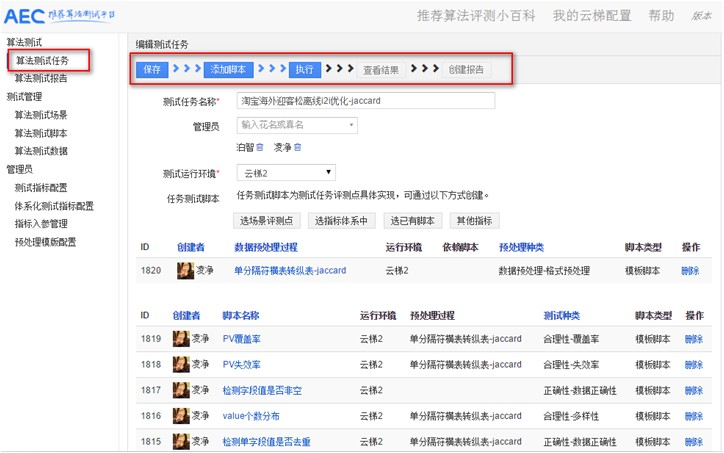 AEC 推荐算法测试平台
推荐算法评测小百科 我的云梯配置 帮助 版本
算法测试
算法测试任务
算法测试报告
测试管理
算法测试场景
算法测试脚本
算法测试数据
管理员
测试指标配置
体系化测试指标配置
指标入参管理
预处理模版配置
编辑测试任务
保存 添加脚本 执行 查看结果 创建报告
测试任务名称* 淘宝海外迎客松离线i2i优化-jaccard
管理员 输入花名或真名
泊智 凌净
测试运行环境* 云梯2
任务测试脚本 任务测试脚本为测试任务评测点具体实现，可通过以下方式创建。
选场景评测点 选指标体系中 选已有脚本 其他指标
ID 创建者 数据预处理过程 运行环境 依赖脚本 预处理种类 脚本类型 操作
1820 凌净 单分隔符横表转纵表-jaccard 云梯2 数据预处理-格式预处理 模板脚本 删除
ID 创建者 脚本名称 运行环境 预处理过程 测试种类 脚本类型 操作
1819 凌净 PV覆盖率 云梯2 单分隔符横表转纵表-jaccard 合理性-覆盖率 模板脚本 删除
1818 凌净 PV失效率 云梯2 单分隔符横表转纵表-jaccard 合理性-失效率 模板脚本 删除
1817 凌净 检测字段值是否非空 云梯2 正确性-数据正确性 模板脚本 删除
1816 凌净 value个数分布 云梯2 单分隔符横表转纵表-jaccard 合理性-多样性 模板脚本 删除
1815 凌净 检测单字段值是否去重 云梯2 单分隔符横表转纵表-jaccard 正确性-数据正确性 模板脚本 删除